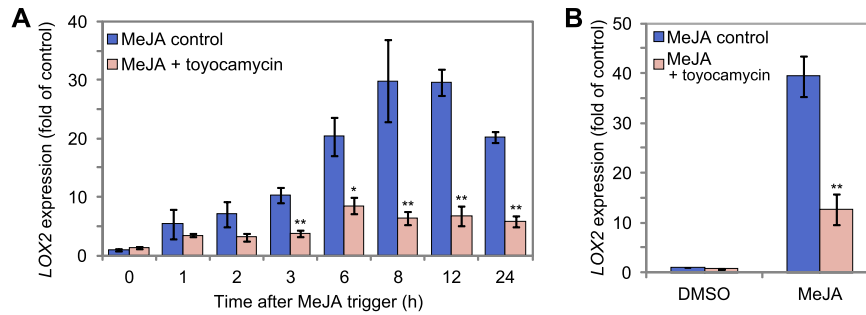 A
LOX2 expression (fold of control)
40
30
20
10
0
MeJA control
MeJA + toyocamycin
**
*
**
**
**
0 1 2 3 6 8 12 24
Time after MeJA trigger (h)
B
LOX2 expression (fold of control)
50
40
30
20
10
0
MeJA control
MeJA
+ toyocamycin
**
DMSO MeJA